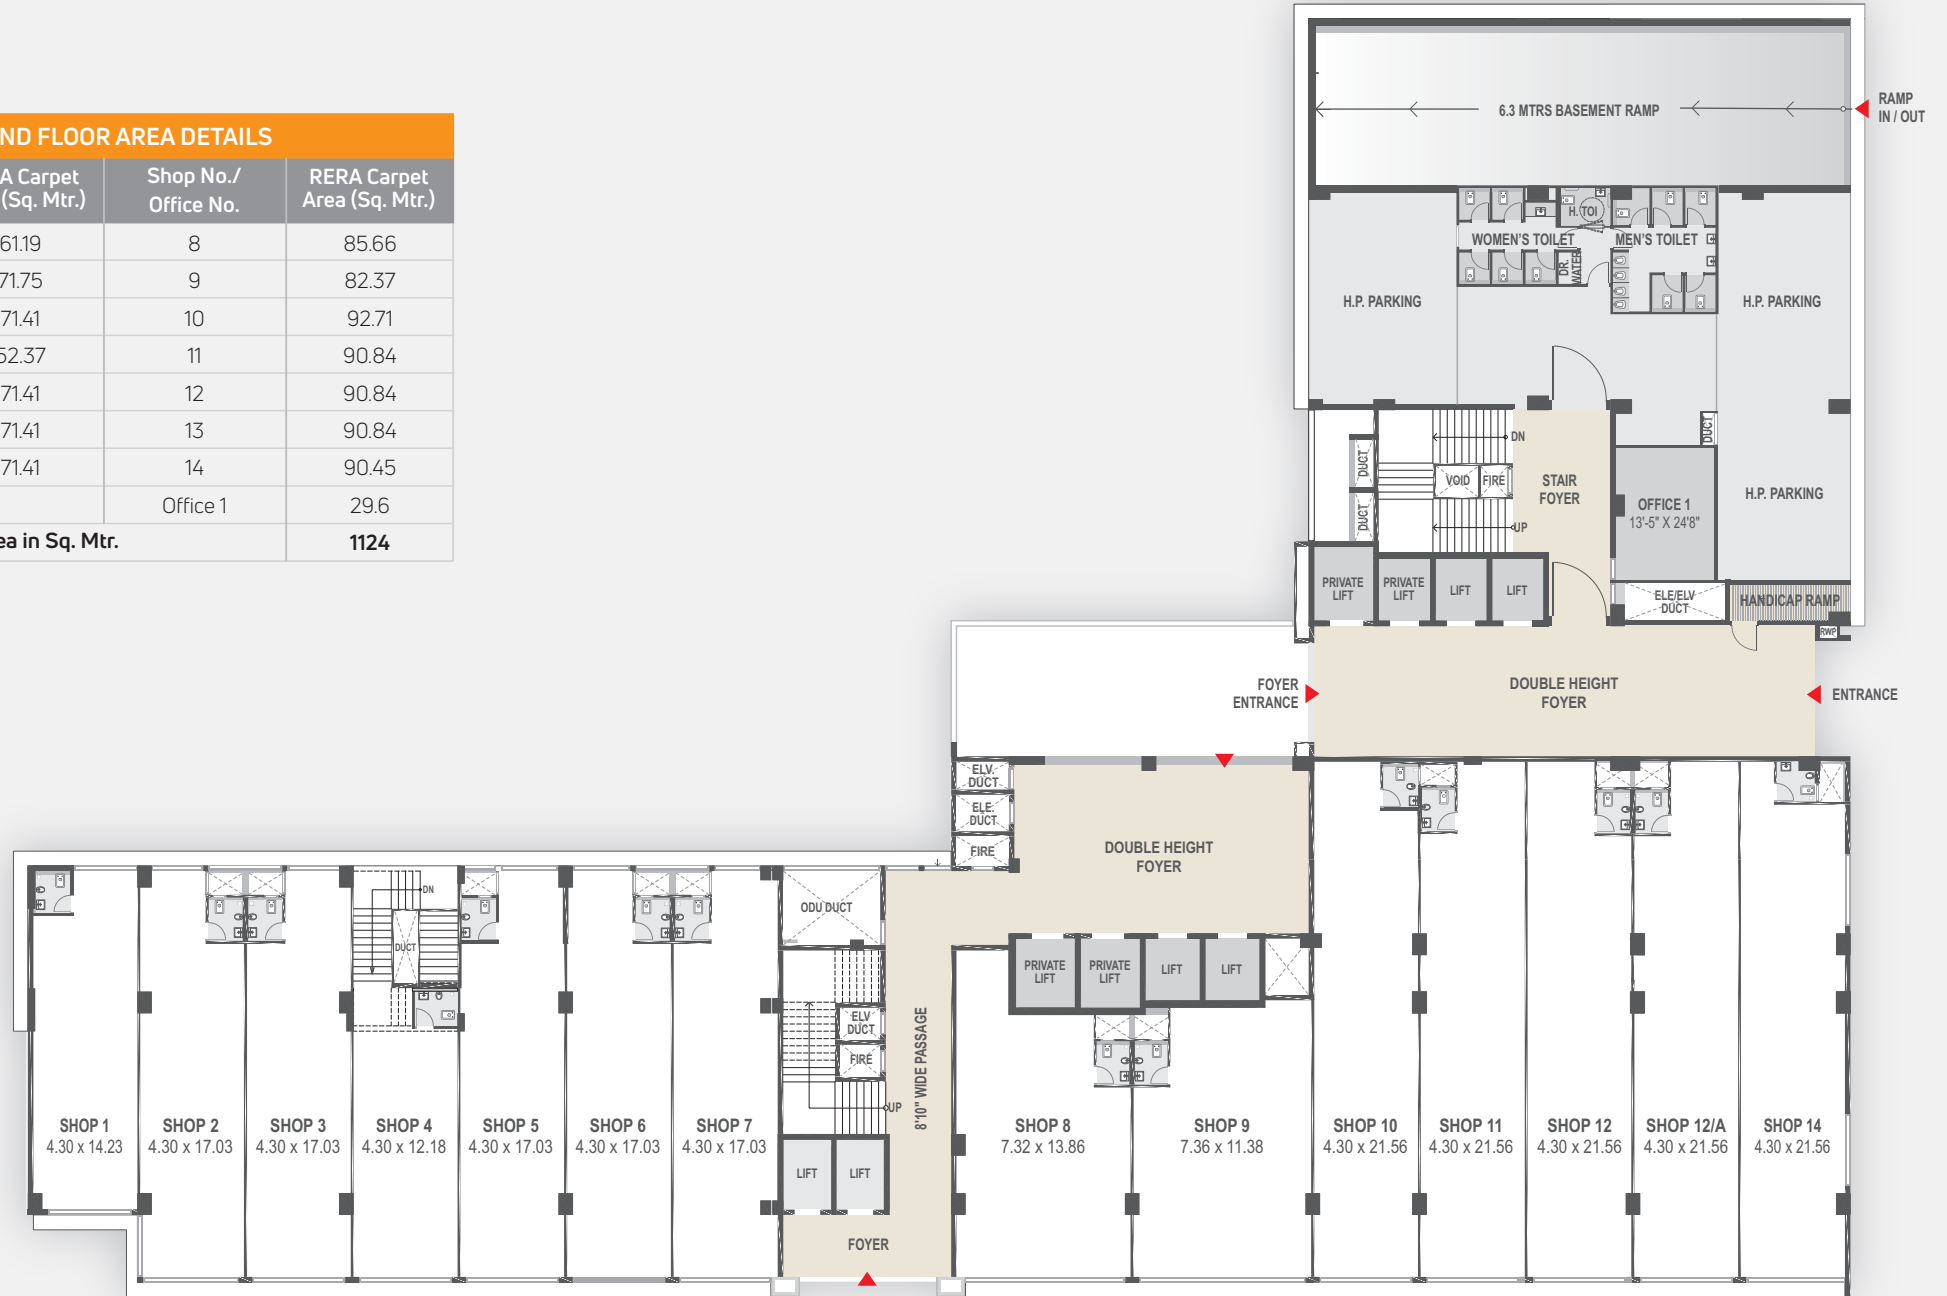 ND FLOOR AREA DETAILS
A Carpet
(Sq. Mtr.)
Shop No./
Office No.
RERA Carpet
Area (Sq. Mtr.)
61.19 8 85.66
71.75 9 82.37
71.41 10 92.71
52.37 11 90.84
71.41 12 90.84
71.41 13 90.84
71.41 14 90.45
Office 1 29.6
ea in Sq. Mtr. 1124
6.3 MTRS BASEMENT RAMP
RAMP
IN / OUT
H. TOI
WOMEN'S TOILET
MEN'S TOILET
DR.
WATER
H.P. PARKING
H.P. PARKING
DUCT
DN
DUCT
VOID
FIRE
STAIR
FOYER
H.P. PARKING
OFFICE 1
13'-5" X 24'8"
DUCT
UP
PRIVATE
LIFT
PRIVATE
LIFT
LIFT
LIFT
ELE/ELV
DUCT
HANDICAP RAMP
RWP
FOYER
ENTRANCE
DOUBLE HEIGHT
FOYER
ENTRANCE
ELV.
DUCT
ELE.
DUCT
FIRE
DOUBLE HEIGHT
FOYER
DN
DUCT
ODU DUCT
PRIVATE
LIFT
PRIVATE
LIFT
LIFT
LIFT
ELV
DUCT
FIRE
UP
8'10" WIDE PASSAGE
SHOP 1
4.30 x 14.23
SHOP 2
4.30 x 17.03
SHOP 3
4.30 x 17.03
SHOP 4
4.30 x 12.18
SHOP 5
4.30 x 17.03
SHOP 6
4.30 x 17.03
SHOP 7
4.30 x 17.03
SHOP 8
7.32 x 13.86
SHOP 9
7.36 x 11.38
SHOP 10
4.30 x 21.56
SHOP 11
4.30 x 21.56
SHOP 12
4.30 x 21.56
SHOP 12/A
4.30 x 21.56
SHOP 14
4.30 x 21.56
LIFT
LIFT
FOYER